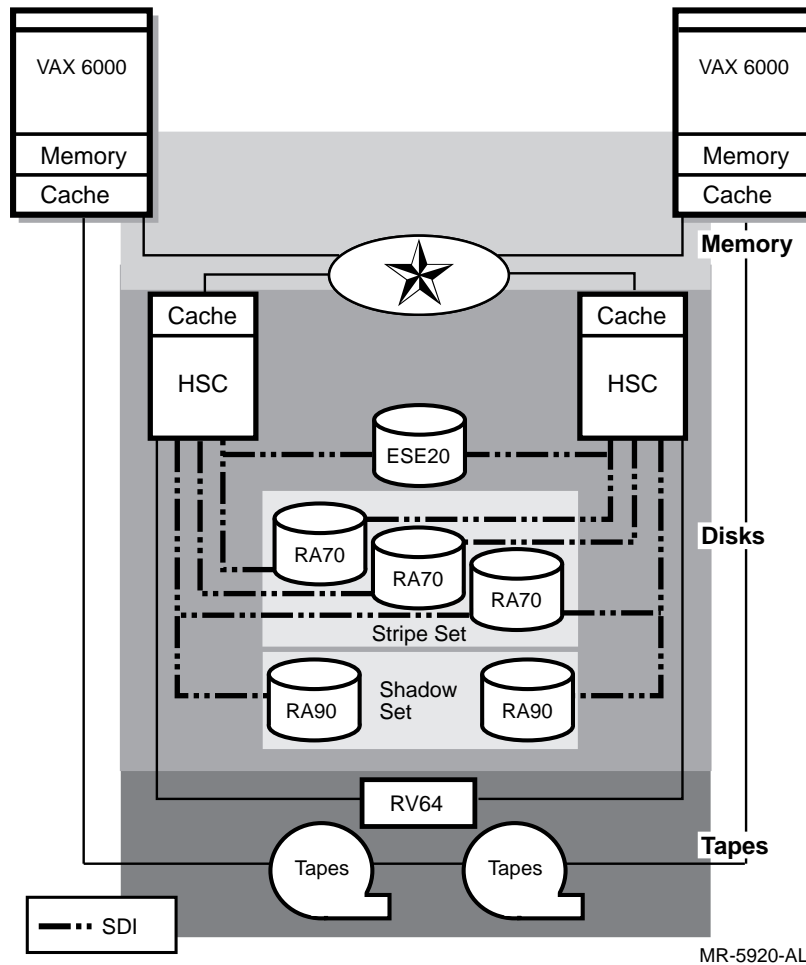 VAX 6000
VAX 6000
Memory
Memory
Cache
Cache
Memory
Cache
Cache
HSC
HSC
ESE20
RA70
Disks
RA70
RA70
Stripe Set
Shadow
Set
RA90
RA90
RV64
Tapes
Tapes
Tapes
SDI
MR-5920-AL